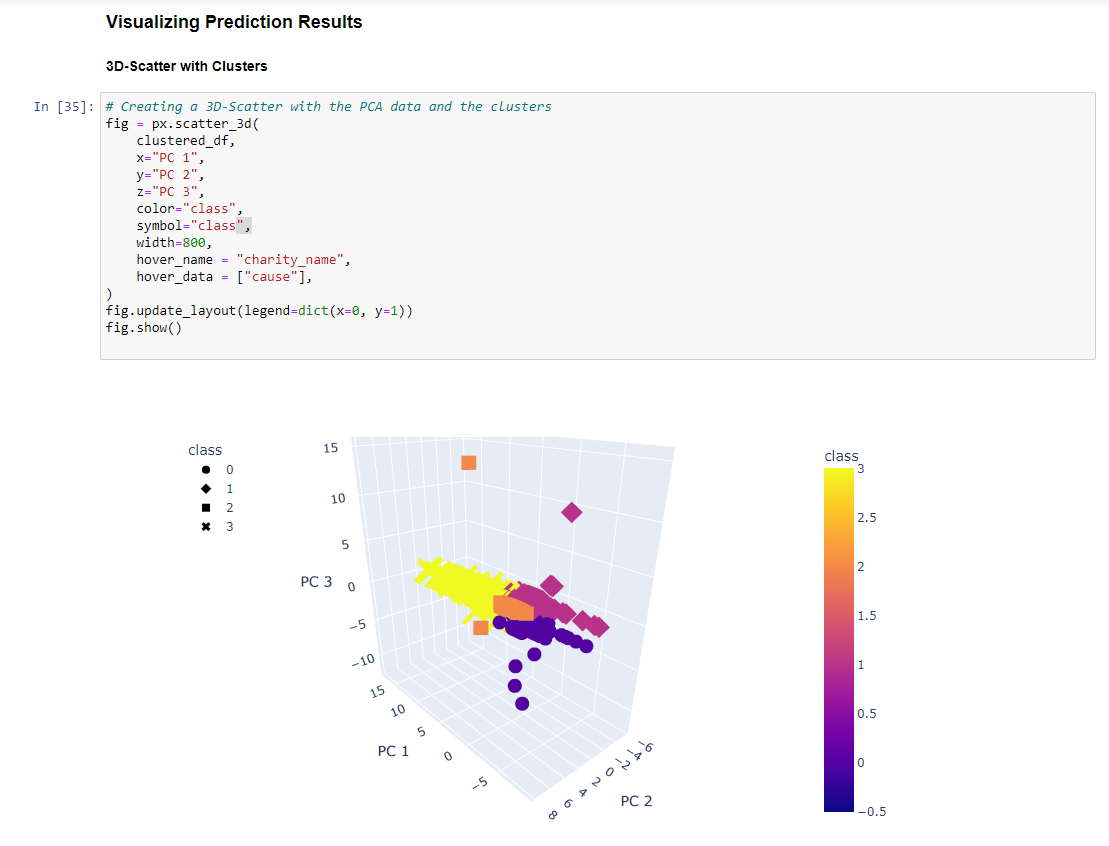 Visualizing Prediction Results
3D-Scatter with Clusters
In [35]:
# Creating a 3D-Scatter with the PCA data and the clusters
fig = px.scatter_3d(
    clustered_df,
    x="PC 1",
    y="PC 2",
    z="PC 3",
    color="class",
    symbol="class",
    width=800,
    hover_name = "charity_name",
    hover_data = ["cause"],
)
fig.update_layout(legend=dict(x=0, y=1))
fig.show()
class
0
1
2
3
15
10
5
0
−5
−10
PC 3
15
10
5
0
−5
PC 1
8
6
4
2
0
−2
−4
−6
PC 2
class
3
2.5
2
1.5
1
0.5
0
−0.5